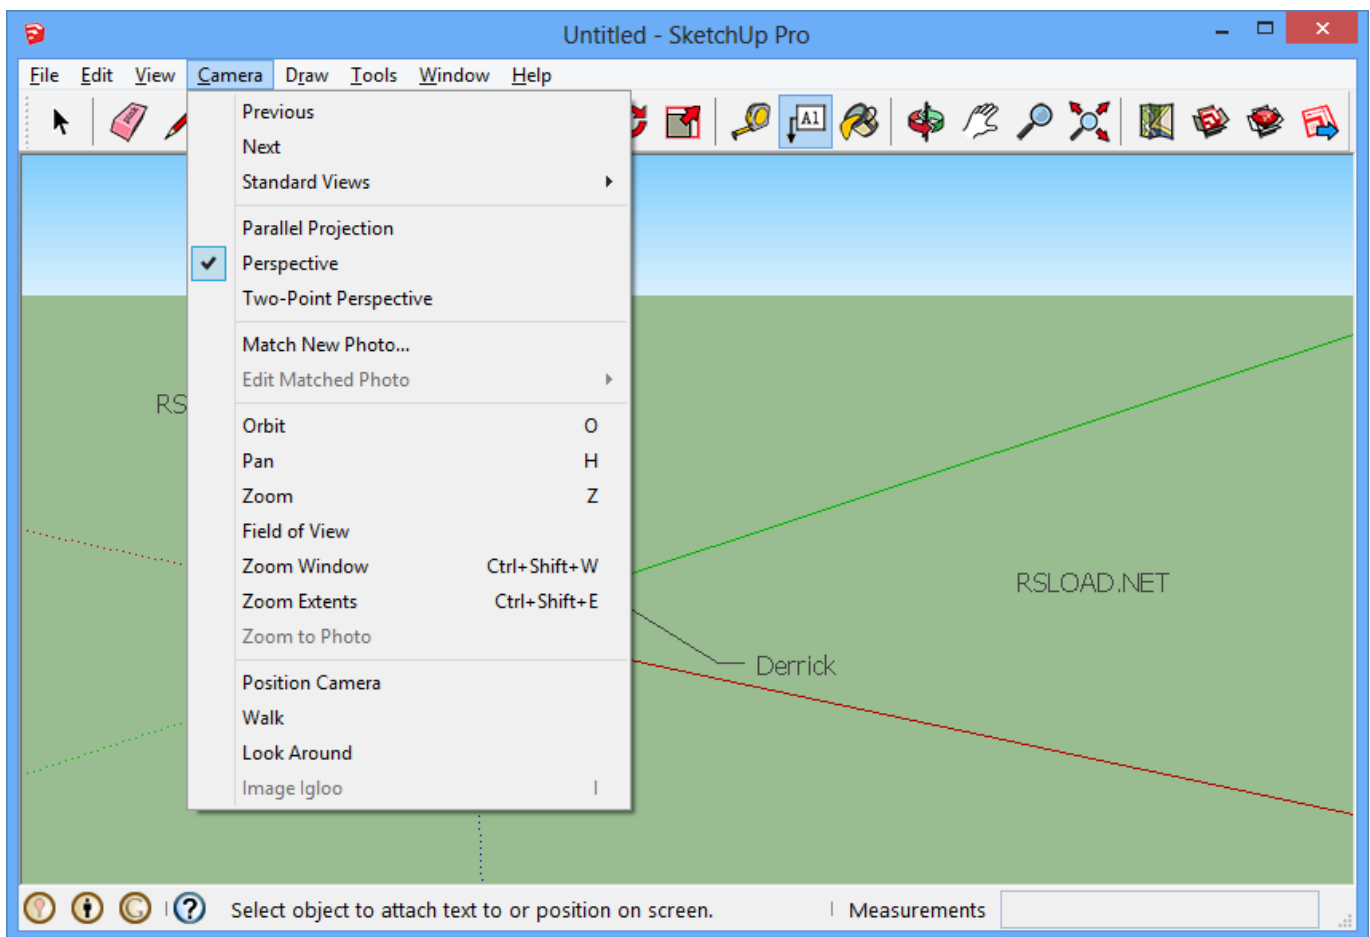 Untitled - SketchUp Pro
File Edit View Camera Draw Tools Window Help
A1
Previous
Next
Standard Views
Parallel Projection
Perspective
Two-Point Perspective
Match New Photo...
Edit Matched Photo
RS
Orbit O
Pan H
Zoom Z
Field of View
Zoom Window Ctrl+Shift+W
Zoom Extents Ctrl+Shift+E
Zoom to Photo
RSLOAD.NET
Derrick
Position Camera
Walk
Look Around
Image Igloo I
Select object to attach text to or position on screen. Measurements